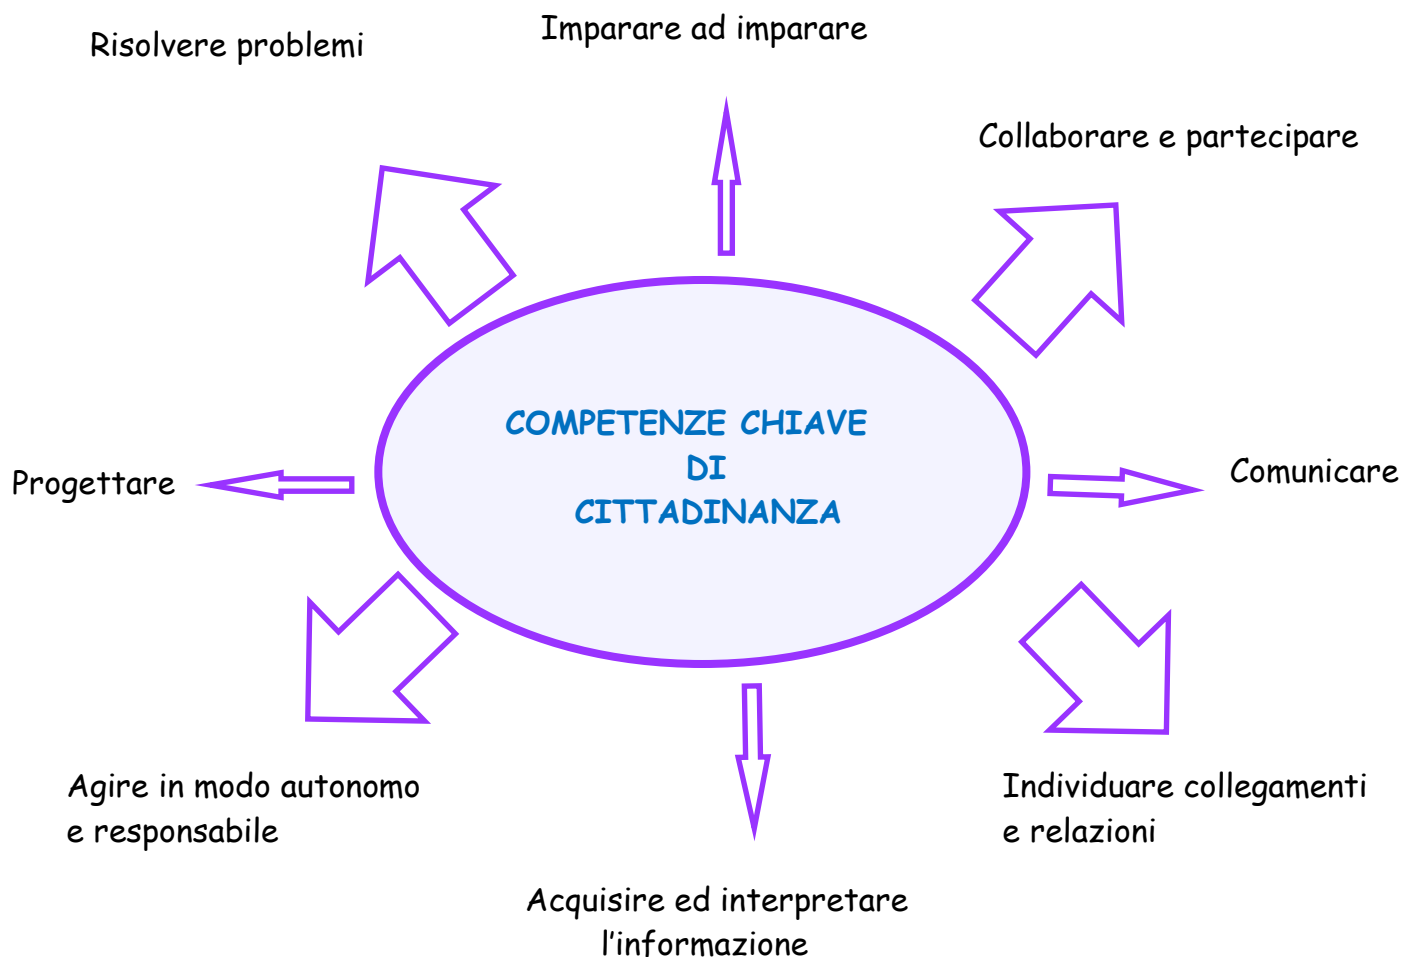 Imparare ad imparare
Risolvere problemi
Collaborare e partecipare
COMPETENZE CHIAVE
DI
CITTADINANZA
Progettare
Comunicare
Agire in modo autonomo
e responsabile
Individuare collegamenti
e relazioni
Acquisire ed interpretare
l'informazione